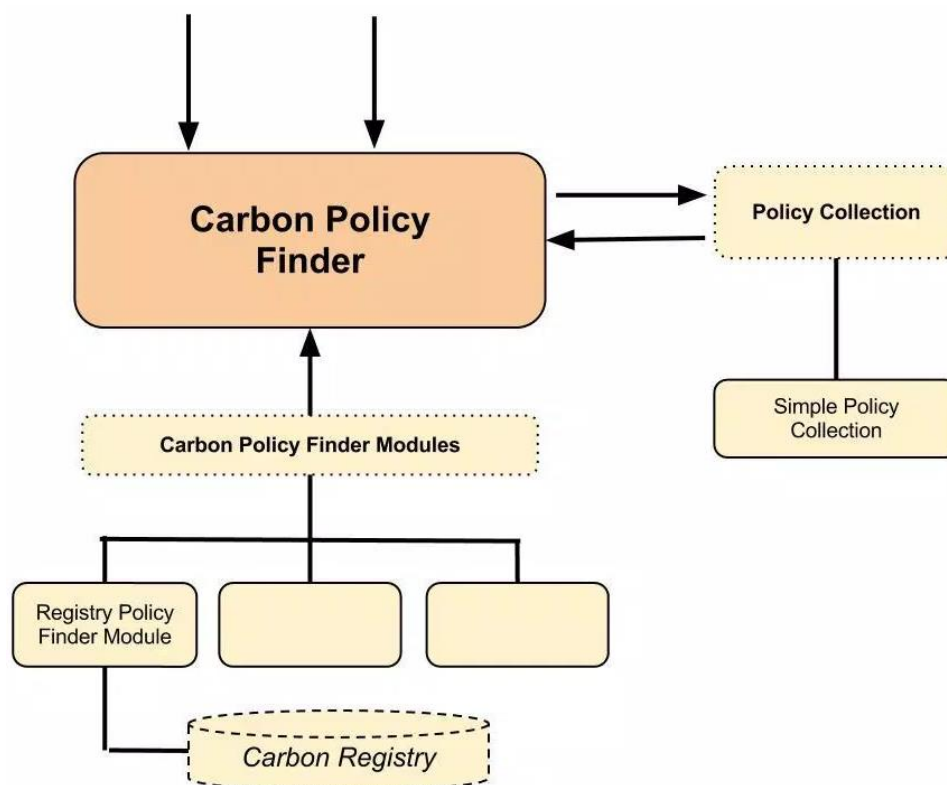 Carbon Policy
Finder
Policy Collection
Simple Policy
Collection
Carbon Policy Finder Modules
Registry Policy
Finder Module
Carbon Registry